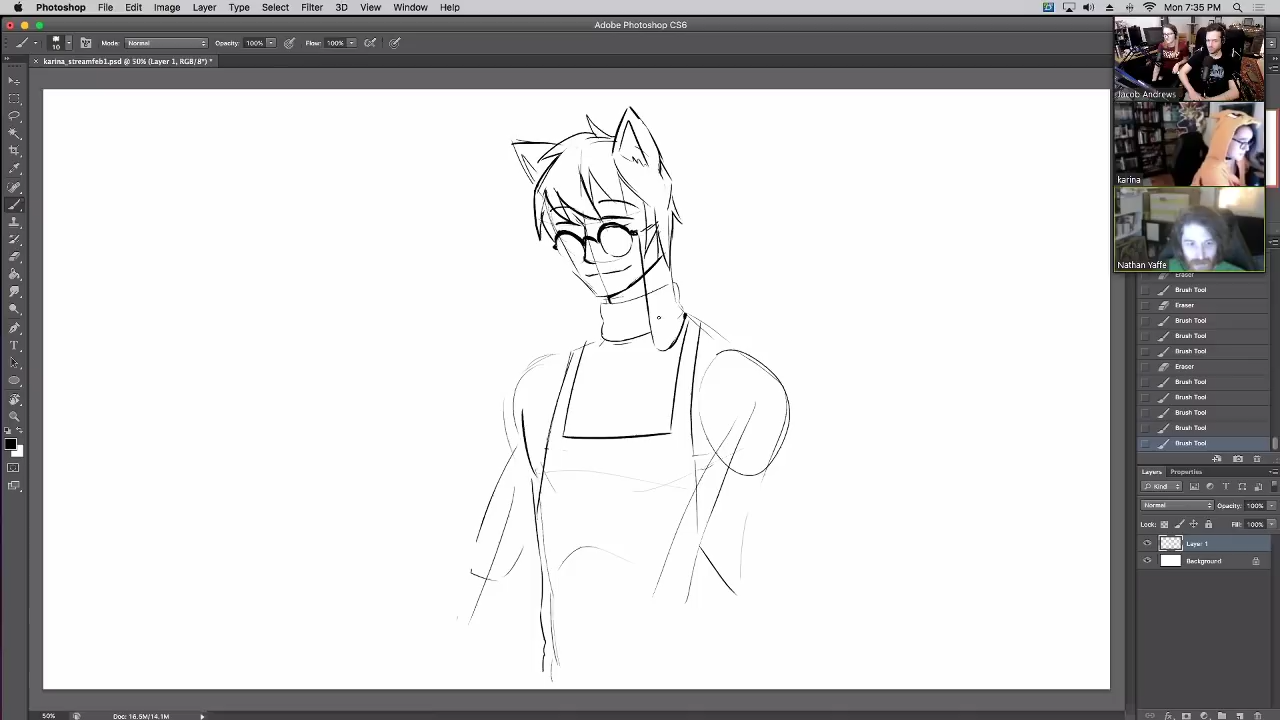 Photoshop File Edit Image Layer Type Select Filter 3D View Window Help Mon 7:35 PM
Adobe Photoshop CS6
10 Mode: Normal Opacity: 100% Flow: 100%
karina_streamfeb1.psd @ 50% (Layer 1, RGB/8*) *
Jacob Andrews
karina
Nathan Yaffe
Eraser
Brush Tool
Eraser
Brush Tool
Brush Tool
Brush Tool
Eraser
Brush Tool
Brush Tool
Brush Tool
Brush Tool
Brush Tool
Layers Properties
Kind
Normal Opacity: 100%
Lock: Fill: 100%
Layer 1
Background
50% Doc: 16.5M/14.1M